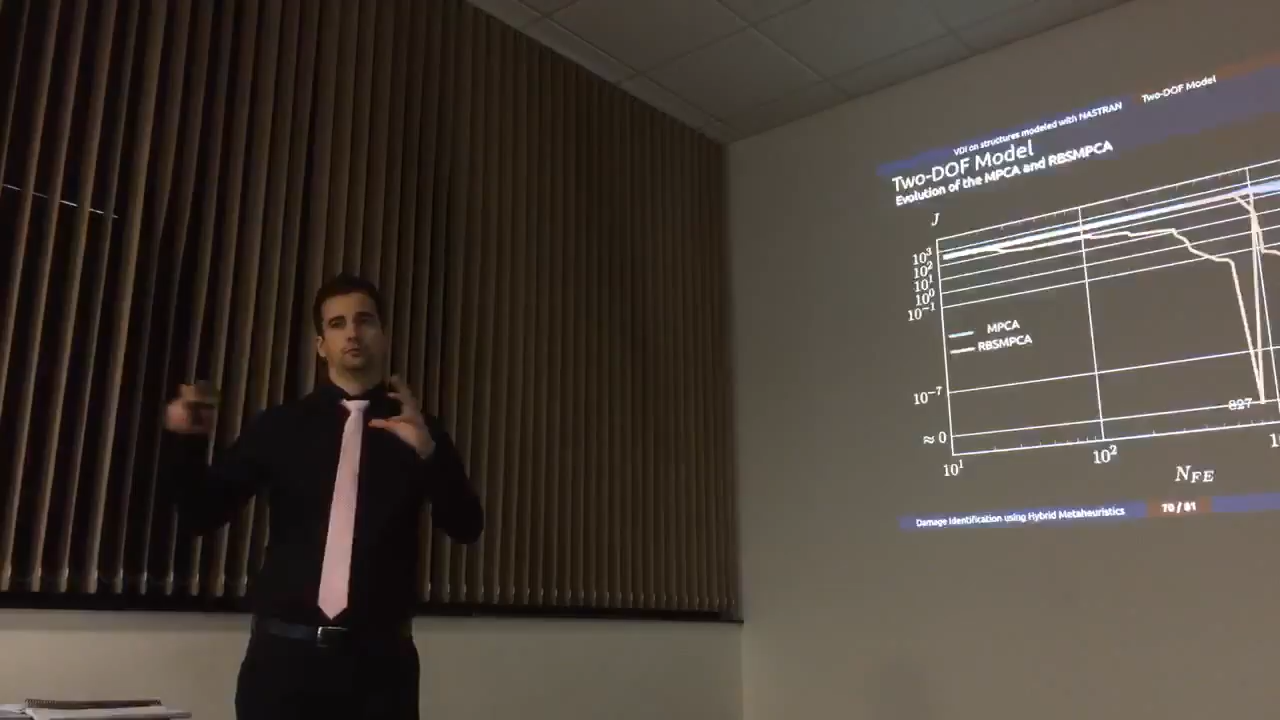 VDI on structures modeled with NASTRAN Two-DOF Model
Two-DOF Model
Evolution of the MPCA and RBSMPCA
J
10³
10²
10¹
10⁰
10⁻¹
MPCA
RBSMPCA
10⁻⁷
827
≈ 0
10¹
10²
N_FE
Damage Identification using Hybrid Metaheuristics 70 / 81